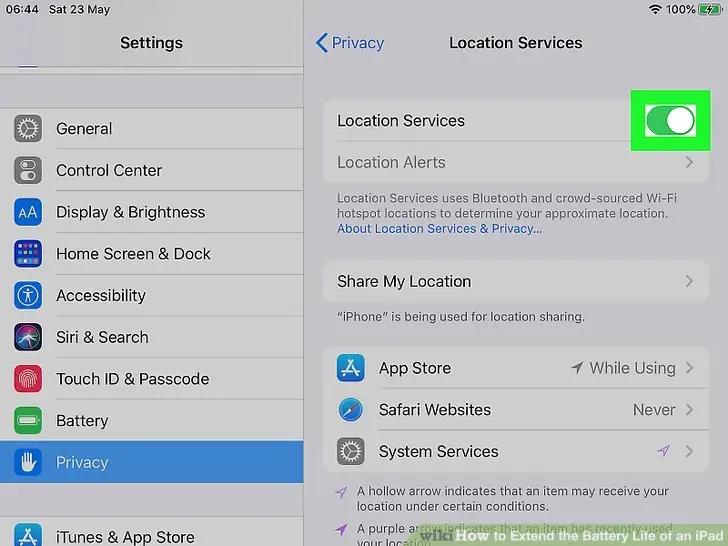 06:44 Sat 23 May
100%
Settings
General
Control Center
AA Display & Brightness
Home Screen & Dock
Accessibility
Siri & Search
Touch ID & Passcode
Battery
Privacy
iTunes & App Store
Privacy Location Services
Location Services
Location Alerts
Location Services uses Bluetooth and crowd-sourced Wi-Fi
hotspot locations to determine your approximate location.
About Location Services & Privacy...
Share My Location
“iPhone” is being used for location sharing.
App Store While Using
Safari Websites Never
System Services
A hollow arrow indicates that an item may receive your
location under certain conditions.
A purple arrow indicates that an item has recently used
your location.
wikiHow to Extend the Battery Life of an iPad